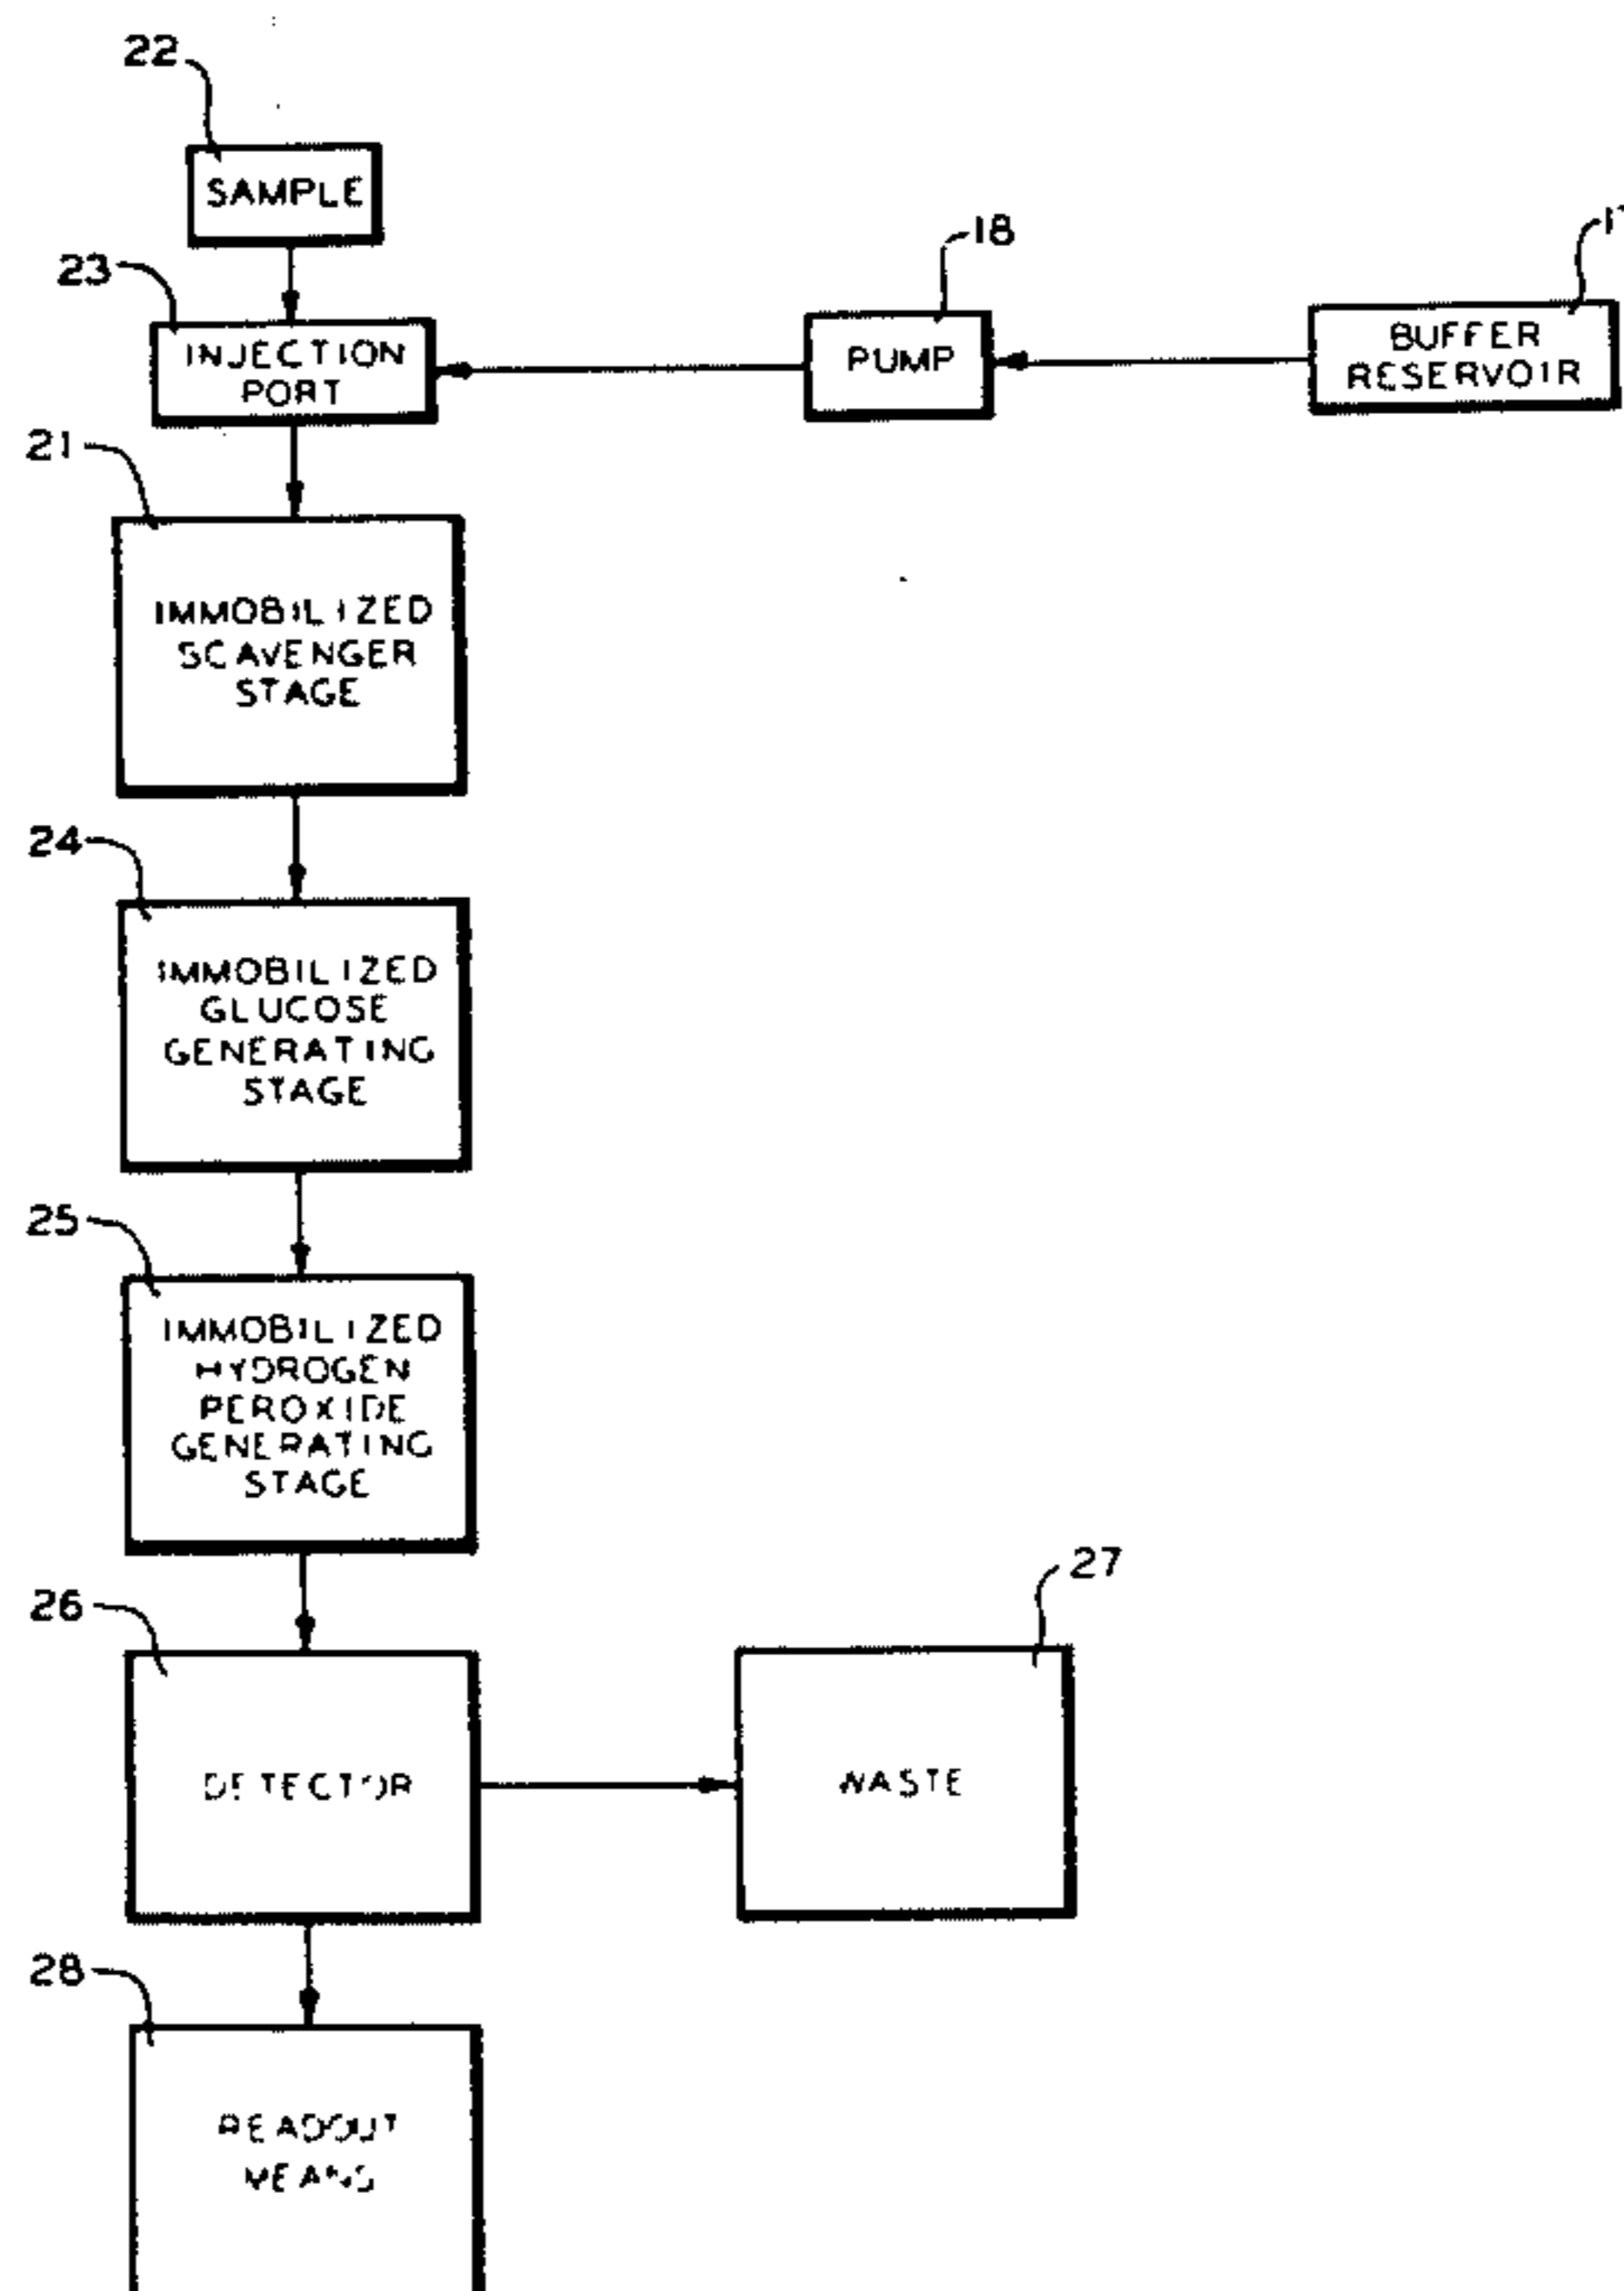 22
SAMPLE
18
23
INJECTION
PORT
PUMP
BUFFER
RESERVOIR
21
IMMOBILIZED
SCAVENGER
STAGE
24
IMMOBILIZED
GLUCOSE
GENERATING
STAGE
25
IMMOBILIZED
HYDROGEN
PEROXIDE
GENERATING
STAGE
26
27
DETECTOR
WASTE
28
READOUT
MEANS